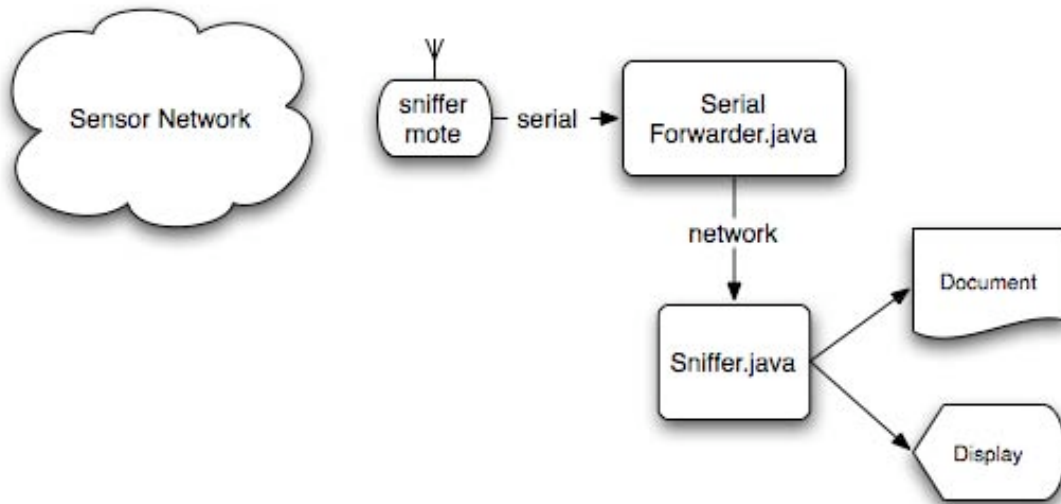 Sensor Network
sniffer
mote
serial
Serial
Forwarder.java
network
Sniffer.java
Document
Display